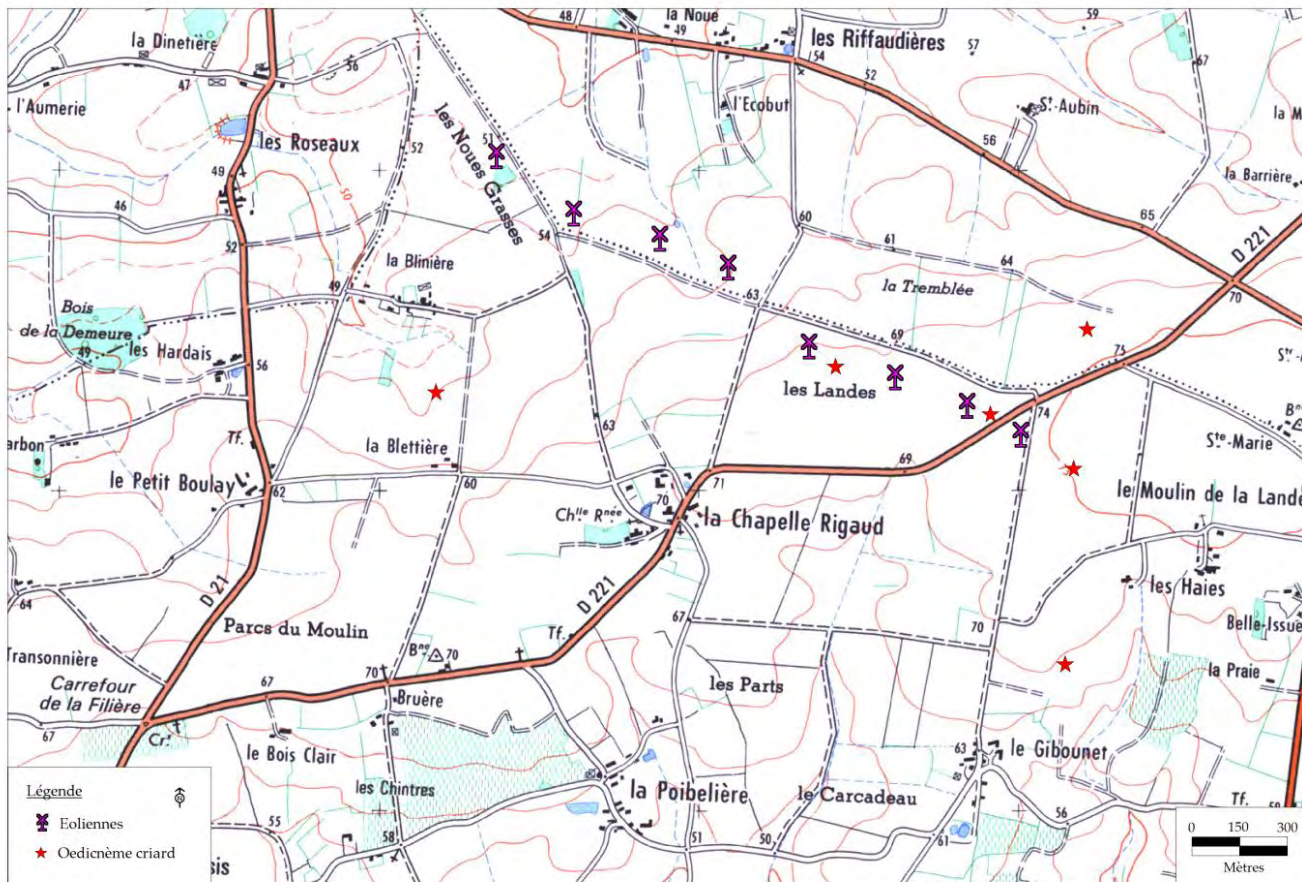 48
la Noue
49
les Riffaudières
59
la Dinetière
56
57
67
54
52
47
l'Aumerie
l'Ecobut
St-Aubin
51
les Roseaux
les Noues Grasses
52
56
49
50
la Barrière
46
60
65
52
54
61
D 221
64
la Blinière
49
63
la Tremblée
70
Bois
de la Demeure
les Hardais
49
69
56
75
les Landes
74
63
Tf.
la Blettière
Ste-Marie
69
le Petit Boulay
62
60
71
70
le Moulin de la Lande
Chlle Rnée
la Chapelle Rigaud
D 21
les Haies
D 221
64
67
Belle-Issue
Parcs du Moulin
70
Tf.
Transonnière
Bne
70
70
la Praie
Carrefour
de la Filière
67
les Parts
67
Bruère
Crf
le Bois Clair
63
le Gibounet
les Chintres
la Poibelière
le Carcadeau
Tf.
56
55
58
51
50
61
Légende
Eoliennes
Oedicnème criard
0 150 300
Mètres